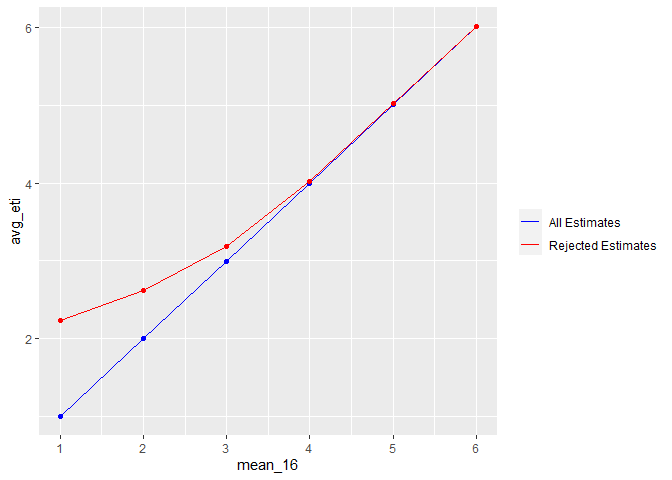 6
4
2
avg_eti
1 2 3 4 5 6
mean_16
All Estimates
Rejected Estimates